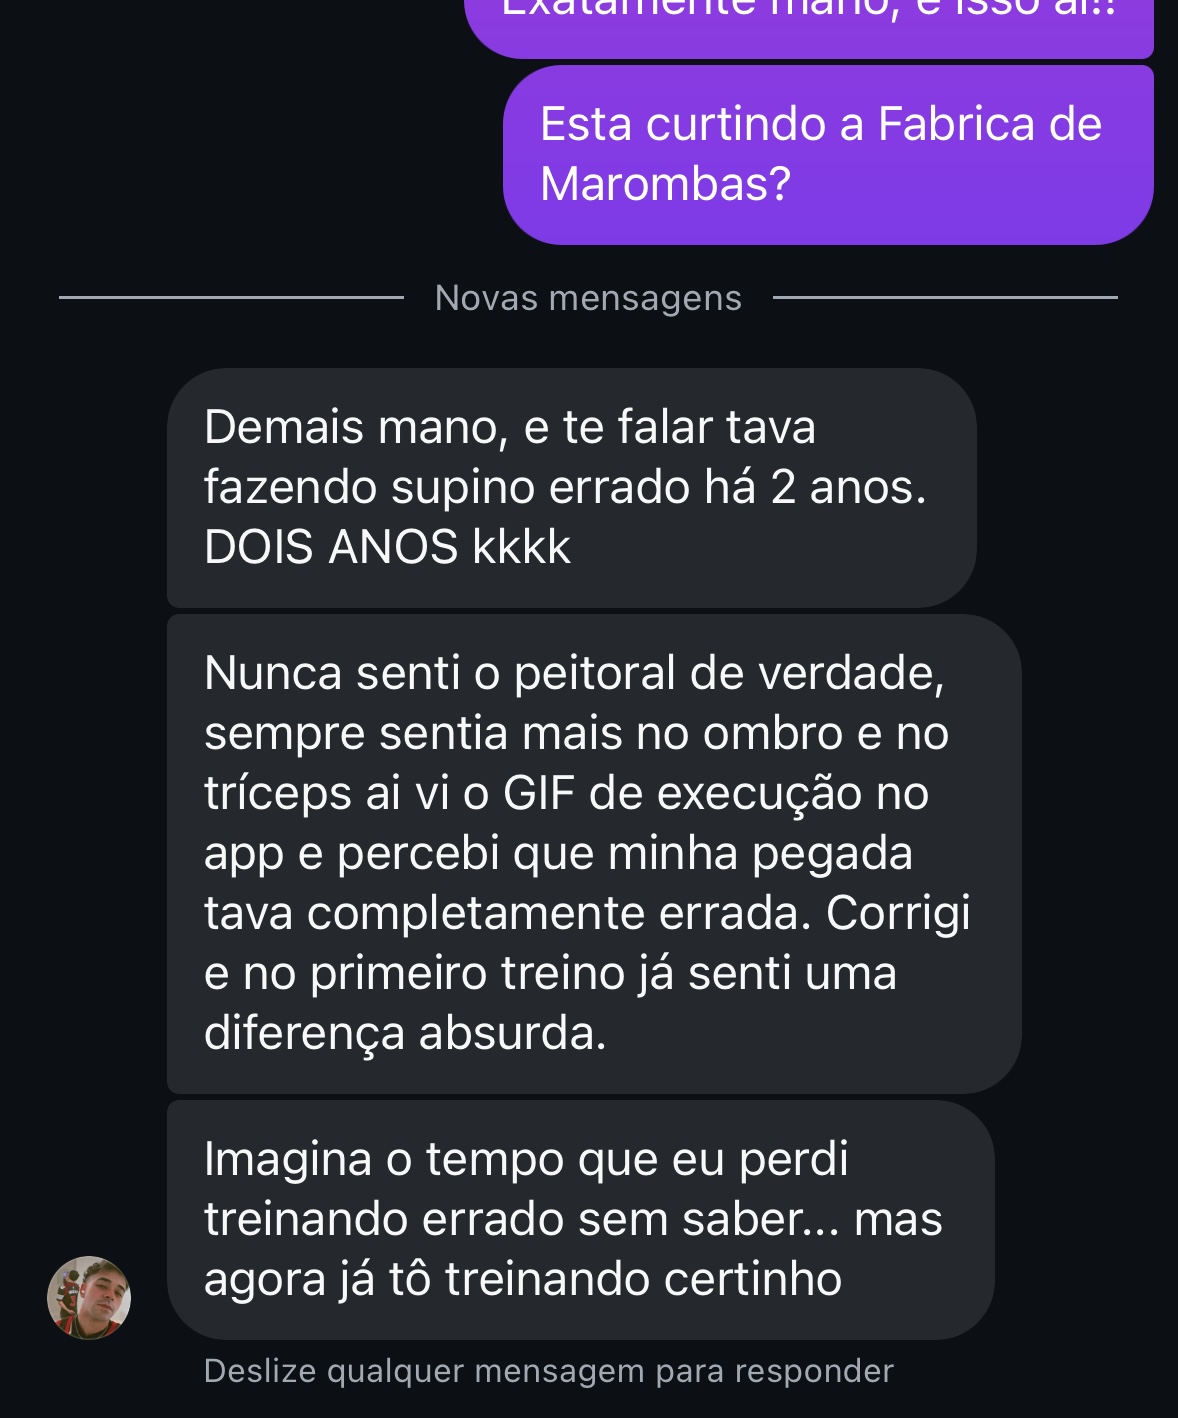 Exatamente mano, é isso ai!!
Esta curtindo a Fabrica de
Marombas?
Novas mensagens
Demais mano, e te falar tava
fazendo supino errado há 2 anos.
DOIS ANOS kkkk
Nunca senti o peitoral de verdade,
sempre sentia mais no ombro e no
tríceps ai vi o GIF de execução no
app e percebi que minha pegada
tava completamente errada. Corrigi
e no primeiro treino já senti uma
diferença absurda.
Imagina o tempo que eu perdi
treinando errado sem saber... mas
agora já tô treinando certinho
Deslize qualquer mensagem para responder